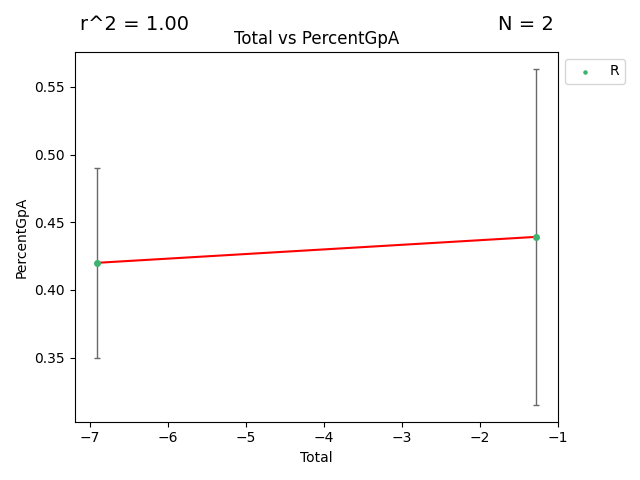 r^2 = 1.00
N = 2
Total vs PercentGpA
R
0.55
0.50
0.45
0.40
0.35
PercentGpA
−7
−6
−5
−4
−3
−2
−1
Total